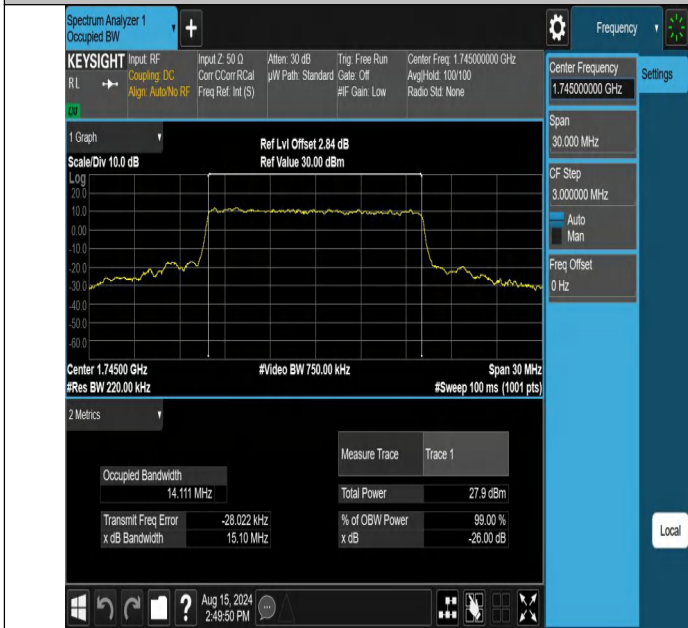 Spectrum Analyzer 1
Occupied BW
+
Frequency
KEYSIGHT Input: RF Input Z: 50 Ω Atten: 30 dB Trig: Free Run Center Freq: 1.745000000 GHz
RL Coupling: DC Corr CCorr RCal µW Path: Standard Gate: Off Avg|Hold: 100/100
Align: Auto/No RF Freq Ref: Int (S) #IF Gain: Low Radio Std: None
LXI
Center Frequency
1.745000000 GHz
Settings
Span
30.000 MHz
CF Step
3.000000 MHz
Auto
Man
Freq Offset
0 Hz
Local
1 Graph
Ref Lvl Offset 2.84 dB
Scale/Div 10.0 dB Ref Value 30.00 dBm
Log
20.0
10.0
0.00
-10.0
-20.0
-30.0
-40.0
-50.0
-60.0
Center 1.74500 GHz #Video BW 750.00 kHz Span 30 MHz
#Res BW 220.00 kHz #Sweep 100 ms (1001 pts)
2 Metrics
Measure Trace Trace 1
Occupied Bandwidth
14.111 MHz
Total Power 27.9 dBm
Transmit Freq Error -28.022 kHz % of OBW Power 99.00 %
x dB Bandwidth 15.10 MHz x dB -26.00 dB
?
Aug 15, 2024
2:49:50 PM